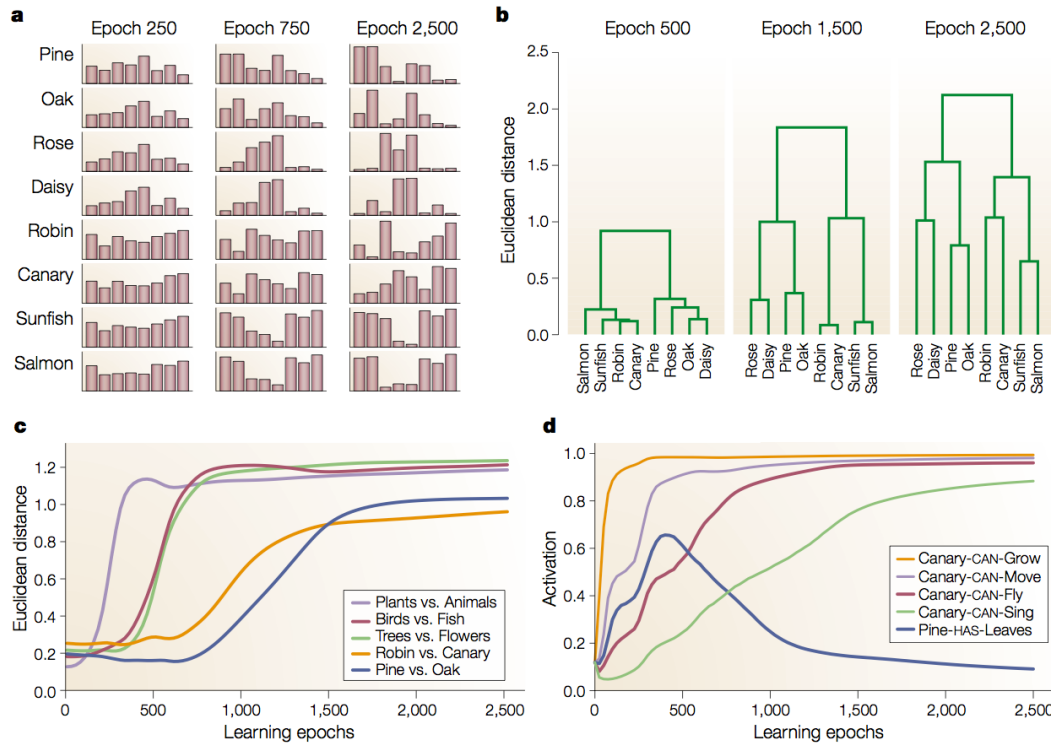 a
Epoch 250 Epoch 750 Epoch 2,500
Pine
Oak
Rose
Daisy
Robin
Canary
Sunfish
Salmon
b
Epoch 500 Epoch 1,500 Epoch 2,500
Euclidean distance
2.5
2.0
1.5
1.0
0.5
0.0
Salmon Sunfish Robin Canary Pine Rose Oak Daisy
Rose Daisy Pine Oak Robin Canary Sunfish Salmon
Rose Daisy Pine Oak Robin Canary Sunfish Salmon
c
Euclidean distance
1.2
1.0
0.8
0.6
0.4
0.2
0.0
Plants vs. Animals
Birds vs. Fish
Trees vs. Flowers
Robin vs. Canary
Pine vs. Oak
0 500 1,000 1,500 2,000 2,500
Learning epochs
d
Activation
1.0
0.8
0.6
0.4
0.2
0.0
Canary-CAN-Grow
Canary-CAN-Move
Canary-CAN-Fly
Canary-CAN-Sing
Pine-HAS-Leaves
0 500 1,000 1,500 2,000 2,500
Learning epochs